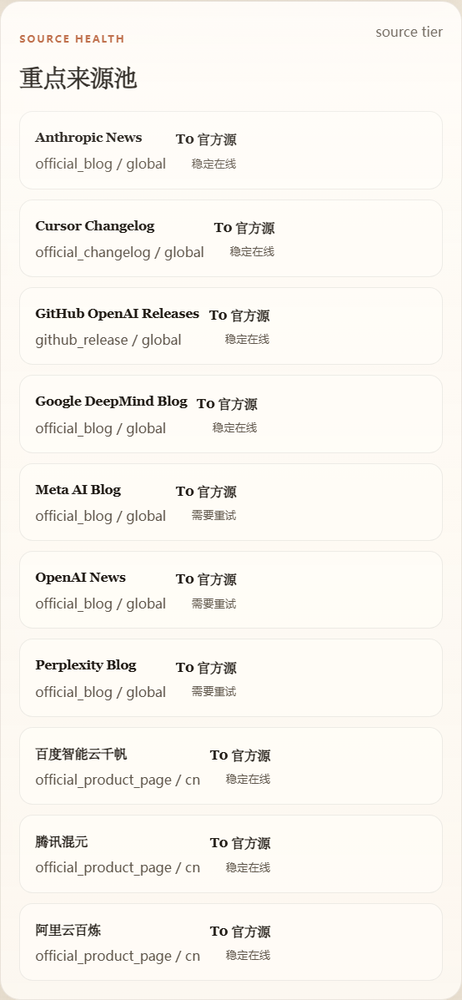 SOURCE HEALTH
source tier
重点来源池
Anthropic News
T0 官方源
official_blog / global
稳定在线
Cursor Changelog
T0 官方源
official_changelog / global
稳定在线
GitHub OpenAI Releases
T0 官方源
github_release / global
稳定在线
Google DeepMind Blog
T0 官方源
official_blog / global
稳定在线
Meta AI Blog
T0 官方源
official_blog / global
需要重试
OpenAI News
T0 官方源
official_blog / global
需要重试
Perplexity Blog
T0 官方源
official_blog / global
需要重试
百度智能云千帆
T0 官方源
official_product_page / cn
稳定在线
腾讯混元
T0 官方源
official_product_page / cn
稳定在线
阿里云百炼
T0 官方源
official_product_page / cn
稳定在线